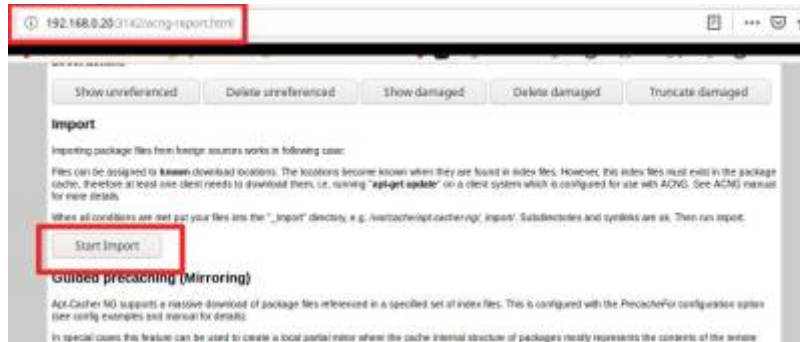 192.168.0.20:3142/acng-report.html
Show unreferenced
Delete unreferenced
Show damaged
Delete damaged
Truncate damaged
Import
Importing package files from foreign sources works in following case:
Files can be assigned to known download locations. The locations become known when they are found in index files. However, this index files must exist in the package
cache, therefore at least one client needs to download them, i.e. running "apt-get update" on a client system which is configured for use with ACNG. See ACNG manual
for more details.
When all conditions are met put your files into the "_import" directory, e.g. /var/cache/apt-cacher-ng/_import/. Subdirectories and symlinks are ok. Then run import.
Start Import
Guided precaching (Mirroring)
Apt-Cacher NG supports a massive download of package files referenced in a specified set of index files. This is configured with the PrecacheFor configuration option
(see config examples and manual for details).
In special cases this feature can be used to create a local partial mirror where the cache internal structure of packages mostly represents the contents of the remote